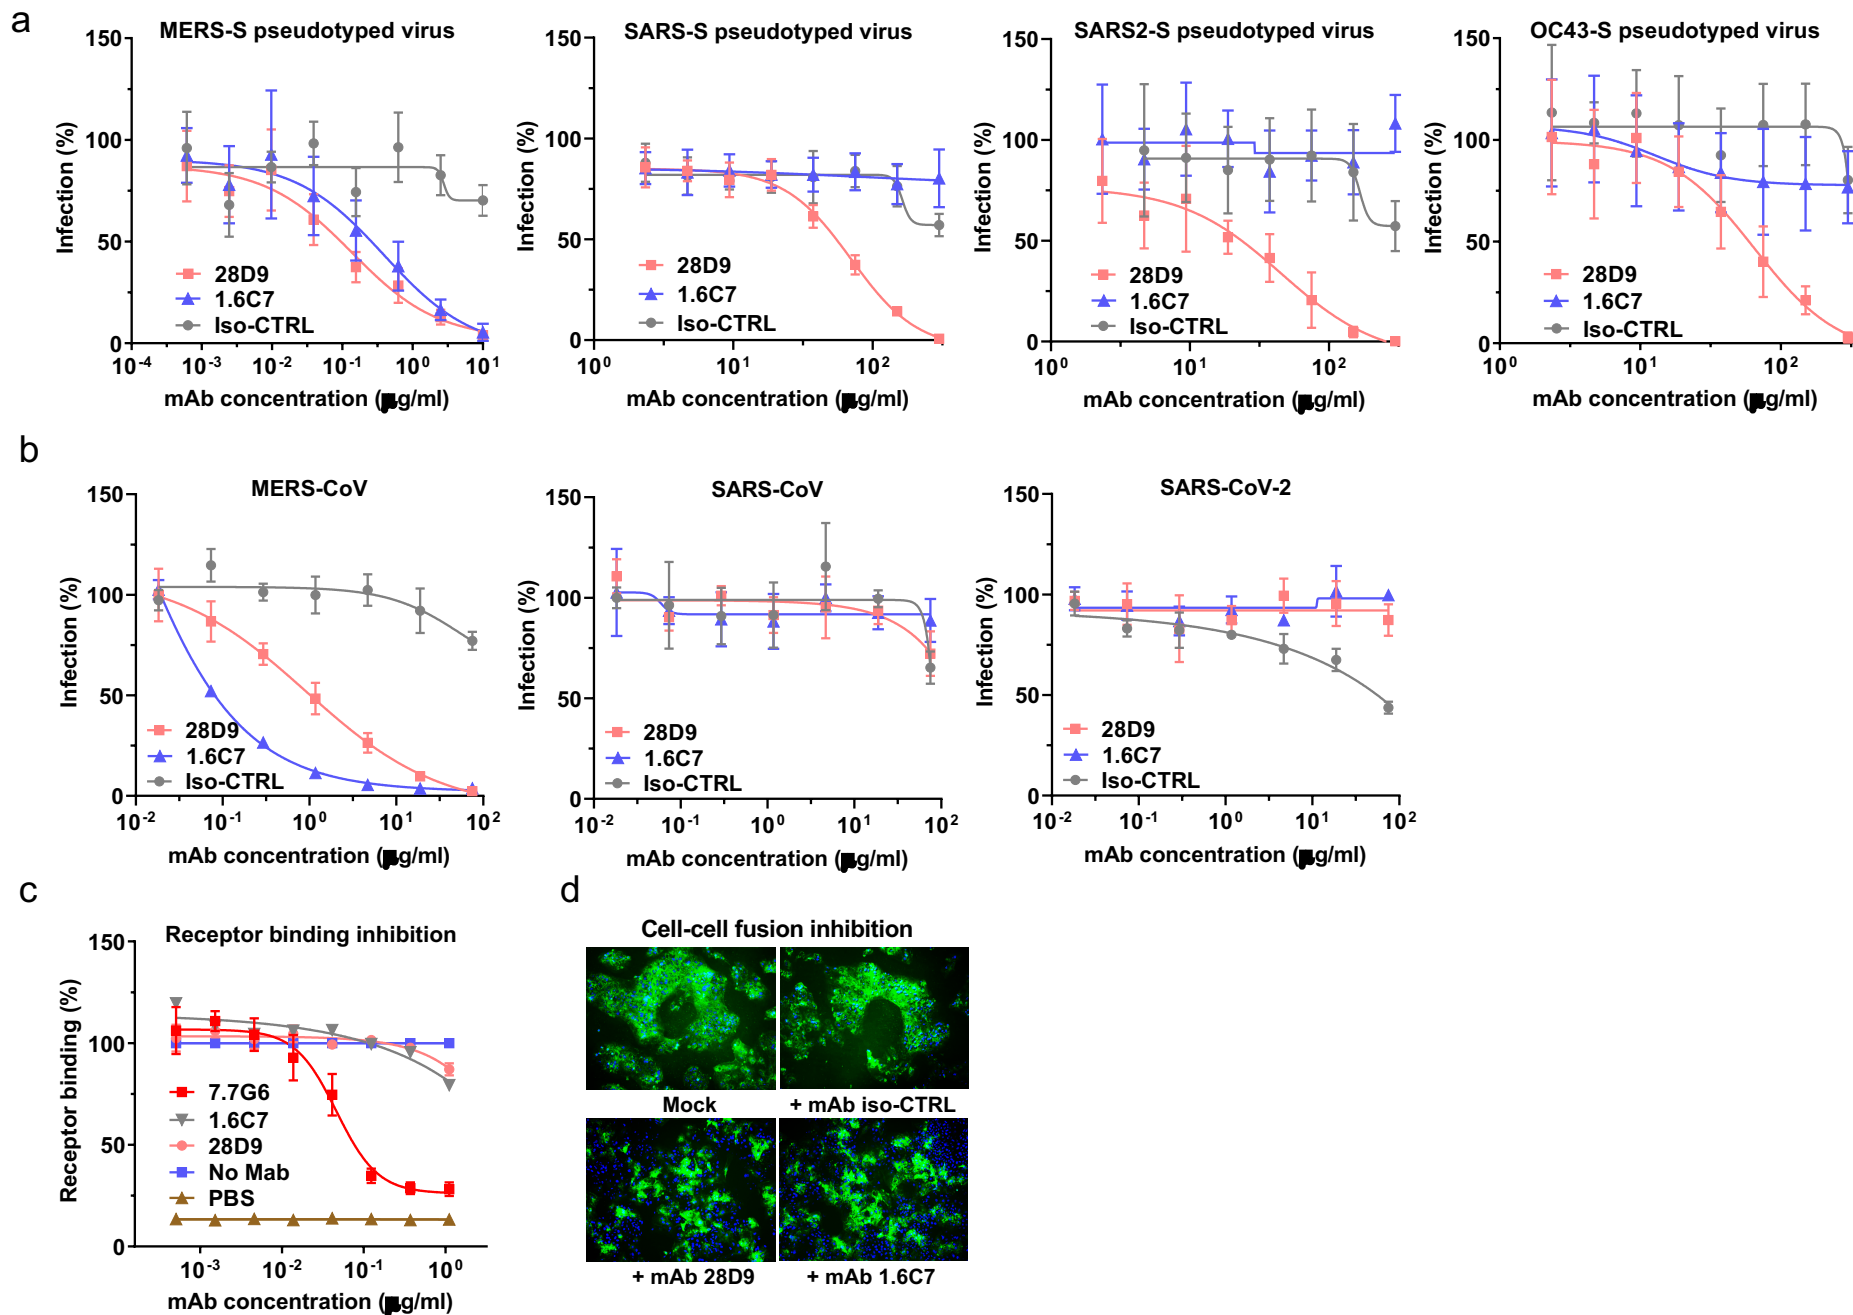 a
MERS-S pseudotyped virus
150
100
50
0
Infection (%)
28D9
1.6C7
Iso-CTRL
10-4 10-3 10-2 10-1 100 101
mAb concentration (μg/ml)
SARS-S pseudotyped virus
150
100
50
0
Infection (%)
28D9
1.6C7
Iso-CTRL
100 101 102
mAb concentration (μg/ml)
SARS2-S pseudotyped virus
150
100
50
0
Infection (%)
28D9
1.6C7
Iso-CTRL
100 101 102
mAb concentration (μg/ml)
OC43-S pseudotyped virus
150
100
50
0
Infection (%)
28D9
1.6C7
Iso-CTRL
100 101 102
mAb concentration (μg/ml)
b
MERS-CoV
150
100
50
0
Infection (%)
28D9
1.6C7
Iso-CTRL
10-2 10-1 100 101 102
mAb concentration (μg/ml)
SARS-CoV
150
100
50
0
Infection (%)
28D9
1.6C7
Iso-CTRL
10-2 10-1 100 101 102
mAb concentration (μg/ml)
SARS-CoV-2
150
100
50
0
Infection (%)
28D9
1.6C7
Iso-CTRL
10-2 10-1 100 101 102
mAb concentration (μg/ml)
c
Receptor binding inhibition
150
100
50
0
Receptor binding (%)
7.7G6
1.6C7
28D9
No Mab
PBS
10-3 10-2 10-1 100
mAb concentration (μg/ml)
d
Cell-cell fusion inhibition
Mock
+ mAb iso-CTRL
+ mAb 28D9
+ mAb 1.6C7